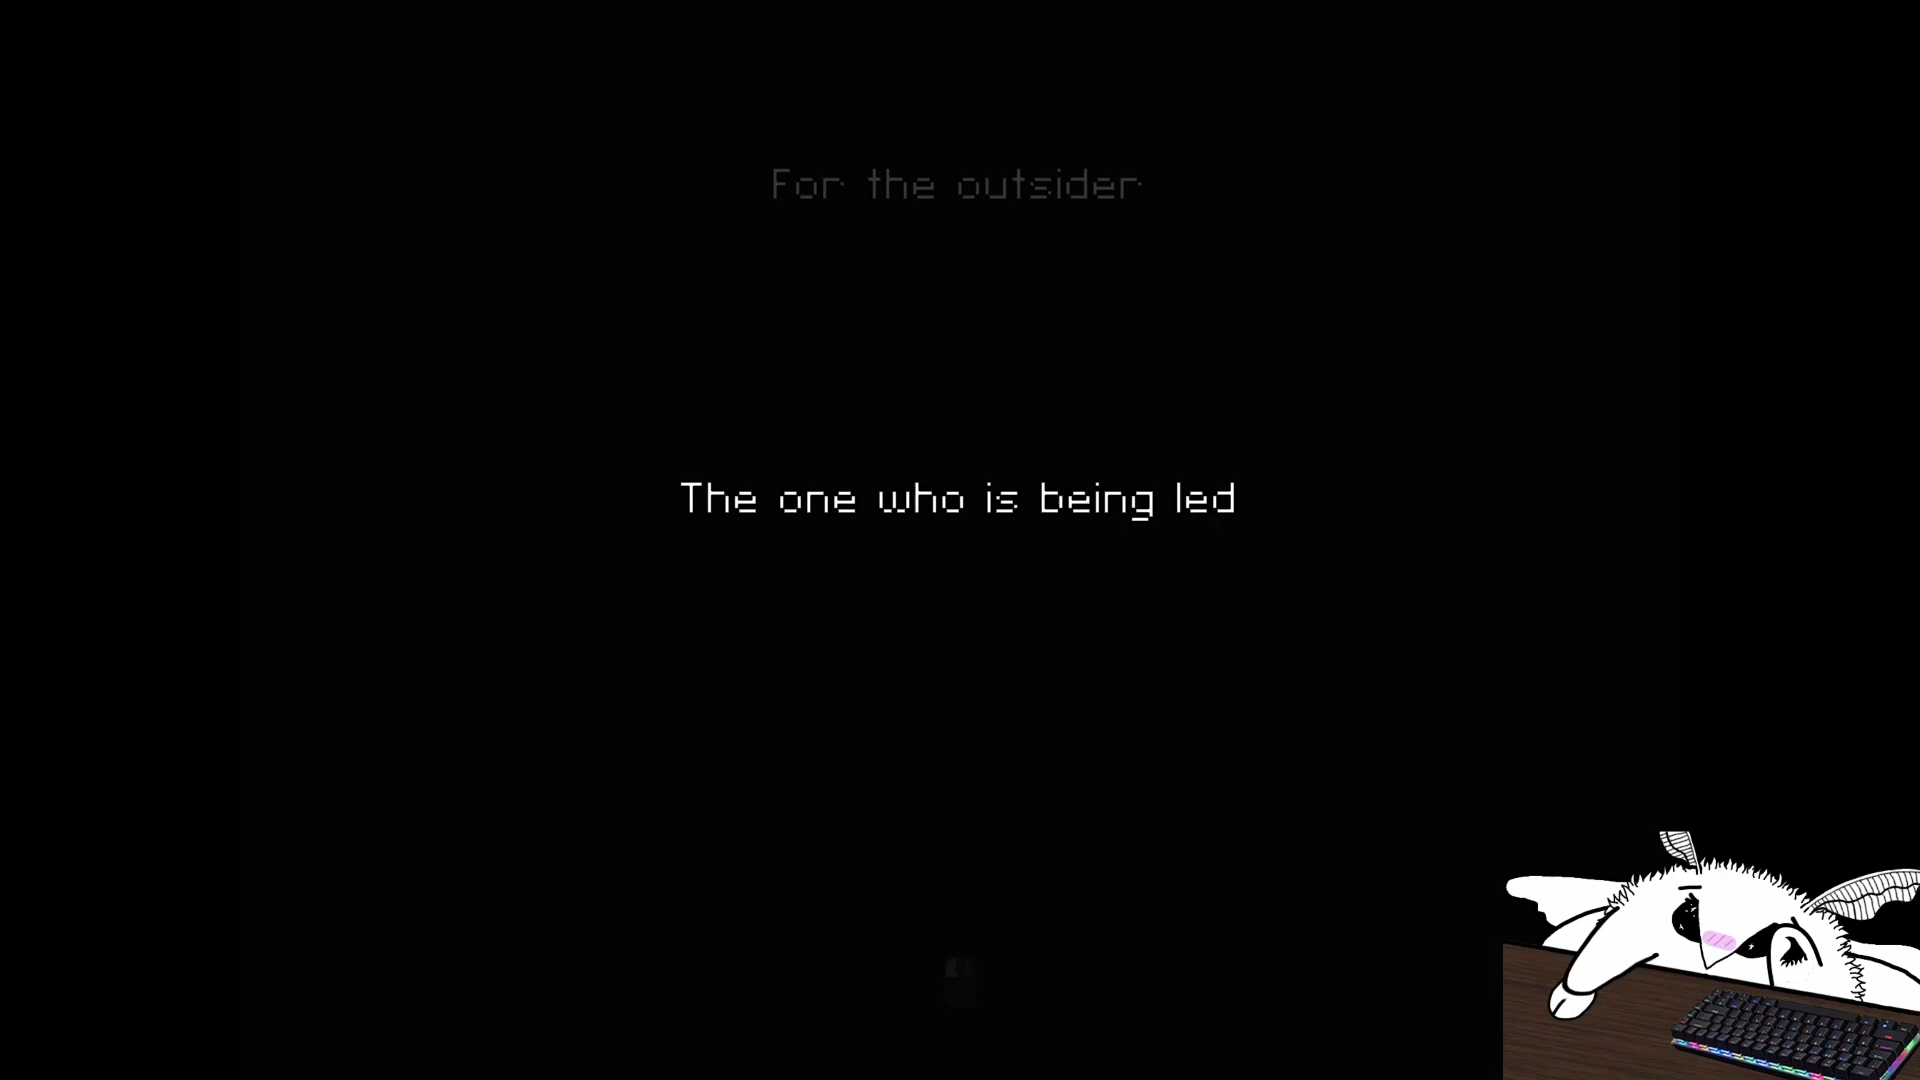 For the outsider
The one who is being led